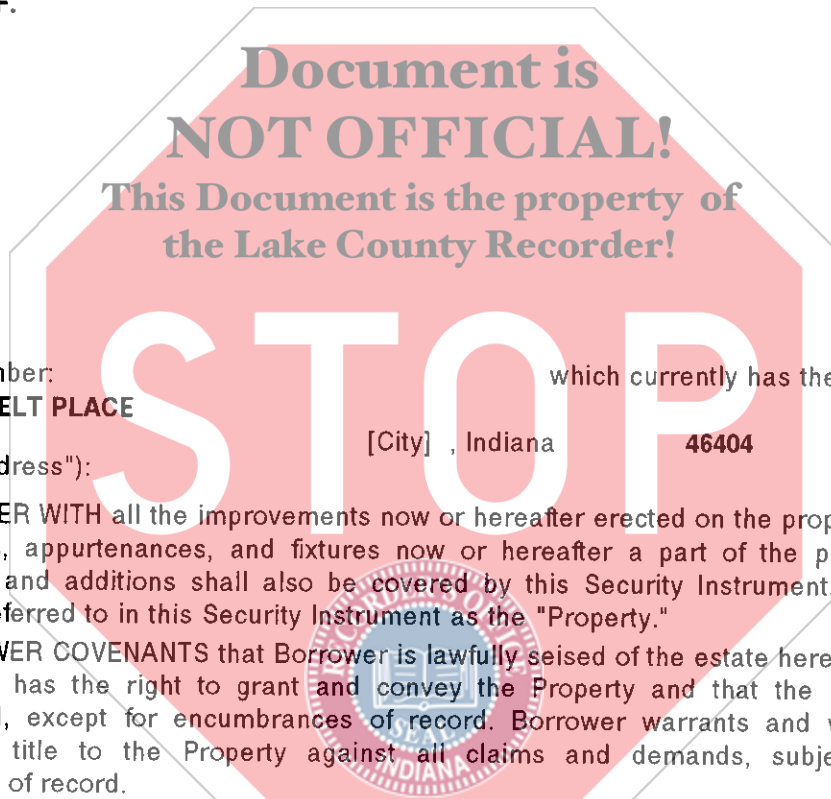 Document is
NOT OFFICIAL!
This Document is the property of
the Lake County Recorder!
STOP
mber: which currently has the
ELT PLACE
[City] , Indiana 46404
dress"):
ER WITH all the improvements now or hereafter erected on the prop
, appurtenances, and fixtures now or hereafter a part of the p
and additions shall also be covered by this Security Instrument.
ferred to in this Security Instrument as the "Property."
WER COVENANTS that Borrower is lawfully seised of the estate here
has the right to grant and convey the Property and that the
, except for encumbrances of record. Borrower warrants and
title to the Property against all claims and demands, subje
of record.
RECORDER'S OFFICE
SEAL
INDIANA